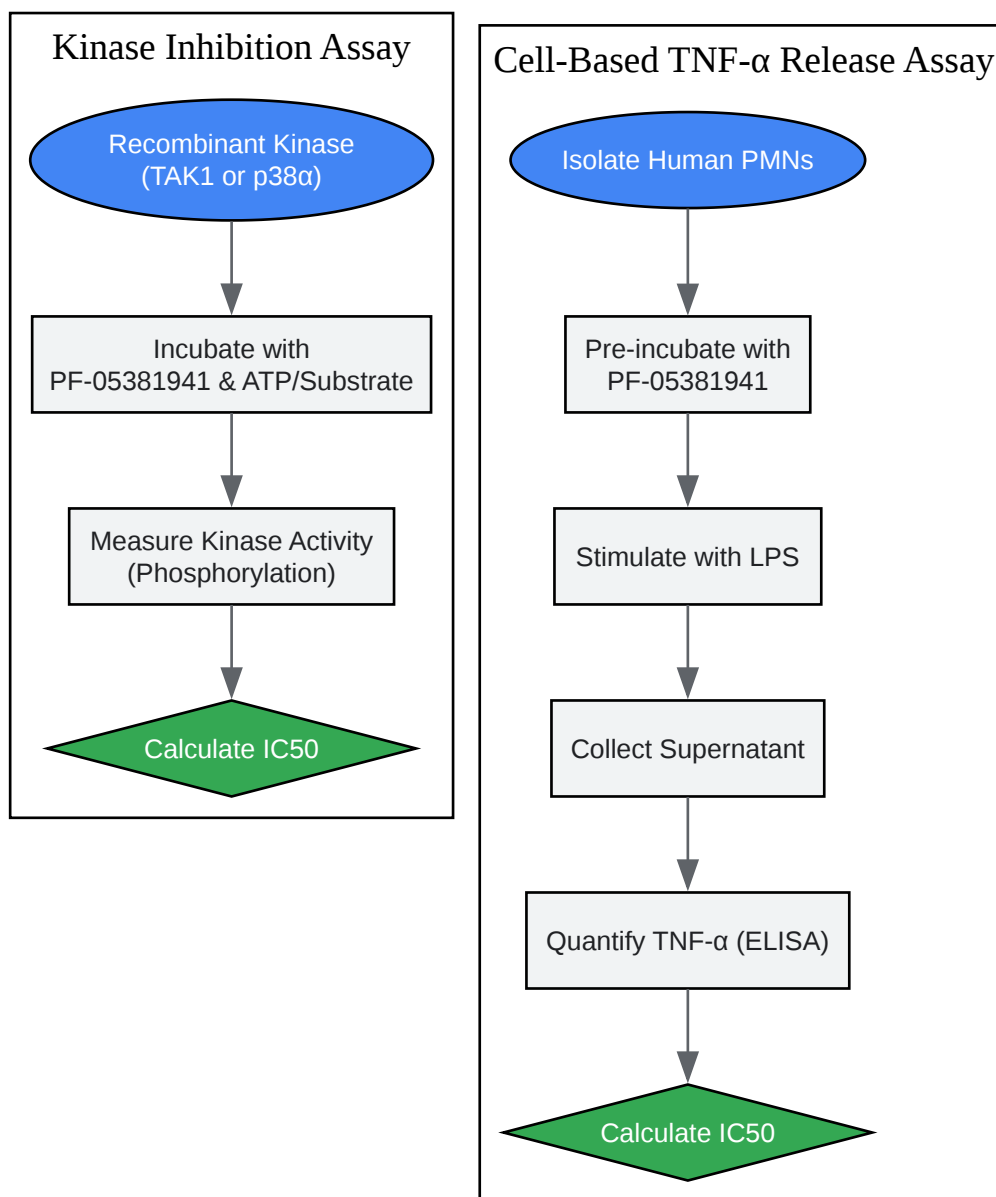 Kinase Inhibition Assay
Recombinant Kinase
(TAK1 or p38α)
Incubate with
PF-05381941 & ATP/Substrate
Measure Kinase Activity
(Phosphorylation)
Calculate IC50
Cell-Based TNF-α Release Assay
Isolate Human PMNs
Pre-incubate with
PF-05381941
Stimulate with LPS
Collect Supernatant
Quantify TNF-α (ELISA)
Calculate IC50